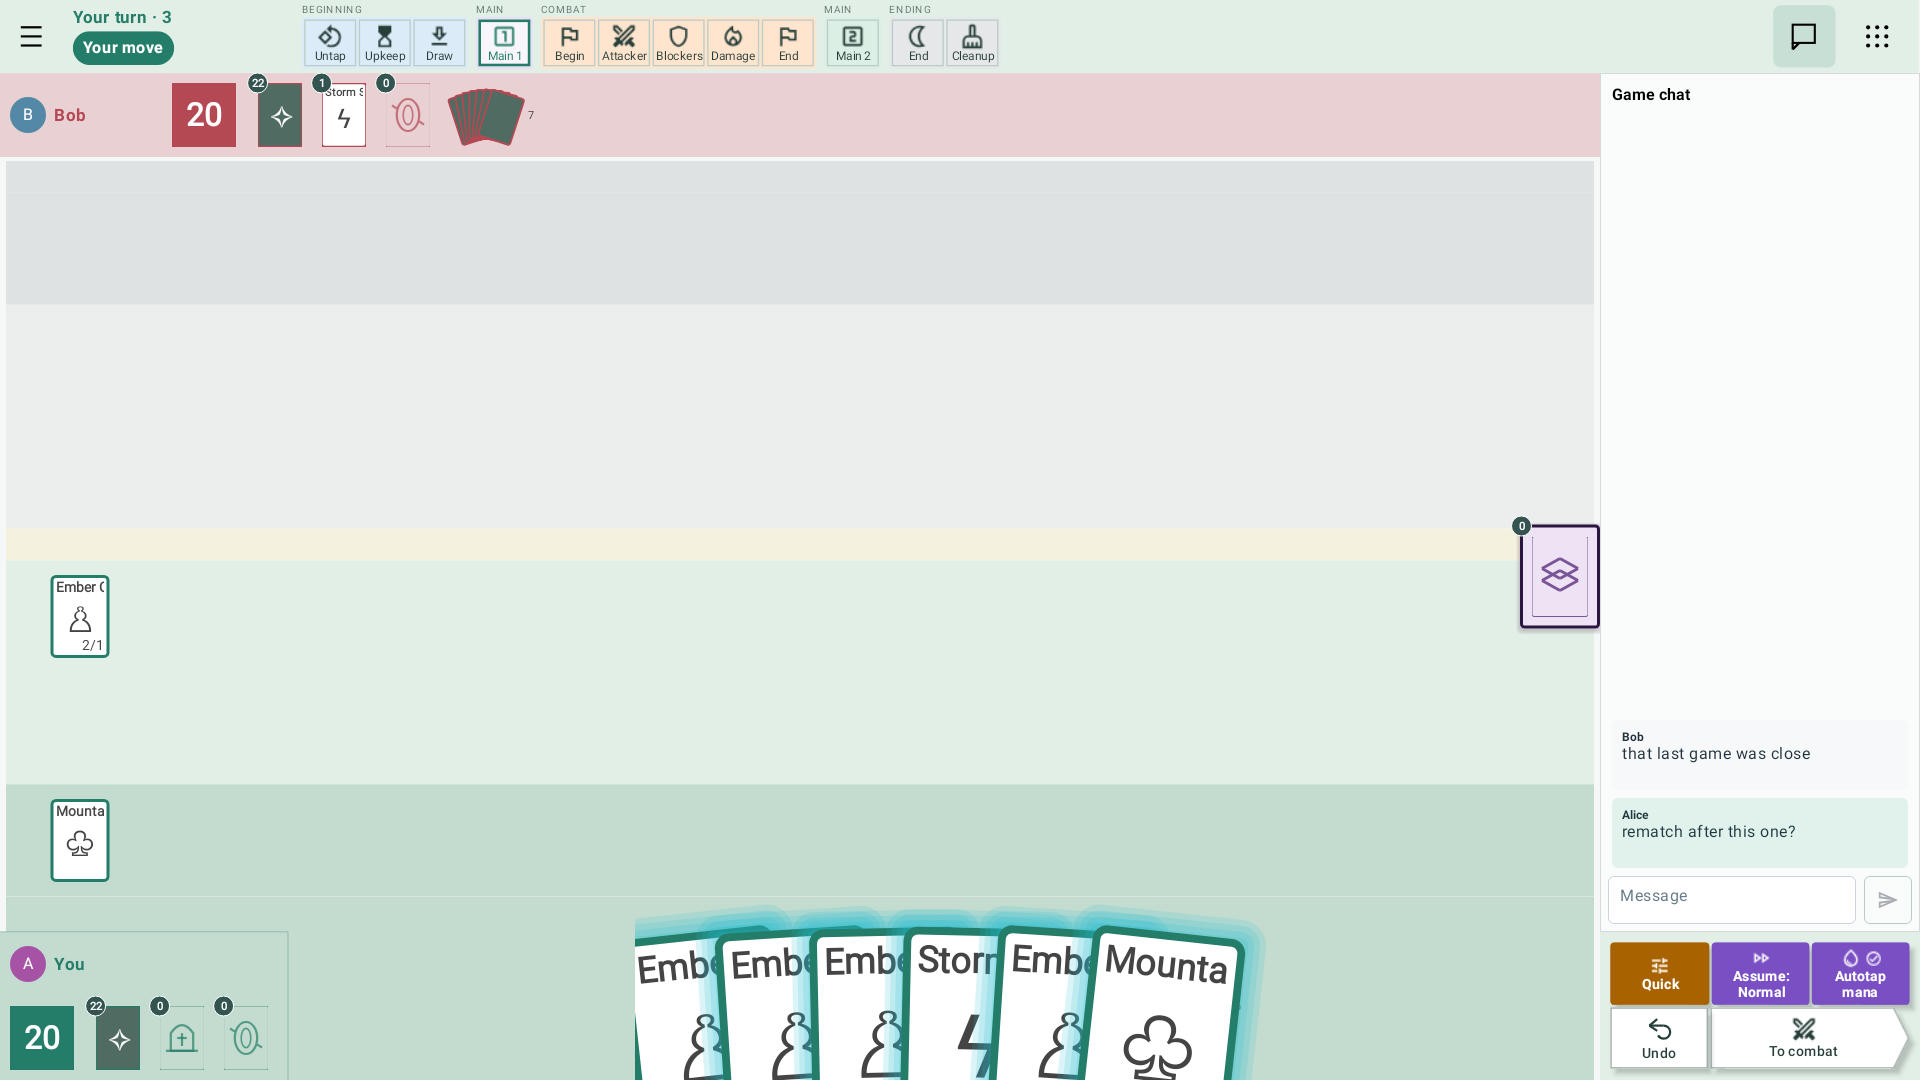 Your turn · 3
Your move
BEGINNING
Untap
Upkeep
Draw
MAIN
1
Main 1
COMBAT
Begin
Attacker
Blockers
Damage
End
MAIN
2
Main 2
ENDING
End
Cleanup
B
Bob
20
22
1
Storm S
0
7
Game chat
0
Ember C
2/1
Mounta
Bob
that last game was close
Alice
rematch after this one?
Message
A
You
20
22
0
0
Embe
Embe
Embe
Storm
Embe
Mounta
Quick
Assume:
Normal
Autotap
mana
Undo
To combat